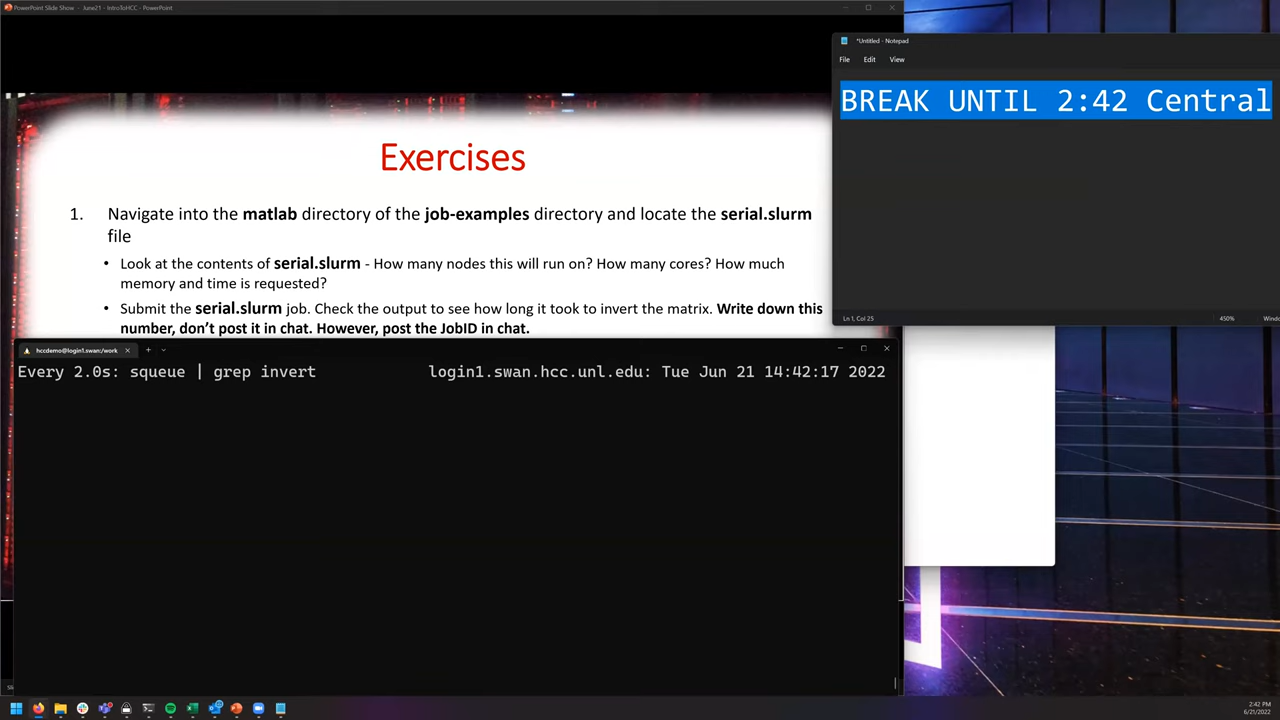 PowerPoint Slide Show - June21 - IntroToHCC - PowerPoint
*Untitled - Notepad
File Edit View
BREAK UNTIL 2:42 Central
Ln 1, Col 25
450%
Windo
Exercises
1. Navigate into the matlab directory of the job-examples directory and locate the serial.slurm
file
• Look at the contents of serial.slurm - How many nodes this will run on? How many cores? How much
memory and time is requested?
• Submit the serial.slurm job. Check the output to see how long it took to invert the matrix. Write down this
number, don't post it in chat. However, post the JobID in chat.
hccdemo@login1.swan:/work
Every 2.0s: squeue | grep invert login1.swan.hcc.unl.edu: Tue Jun 21 14:42:17 2022
2:42 PM
6/21/2022